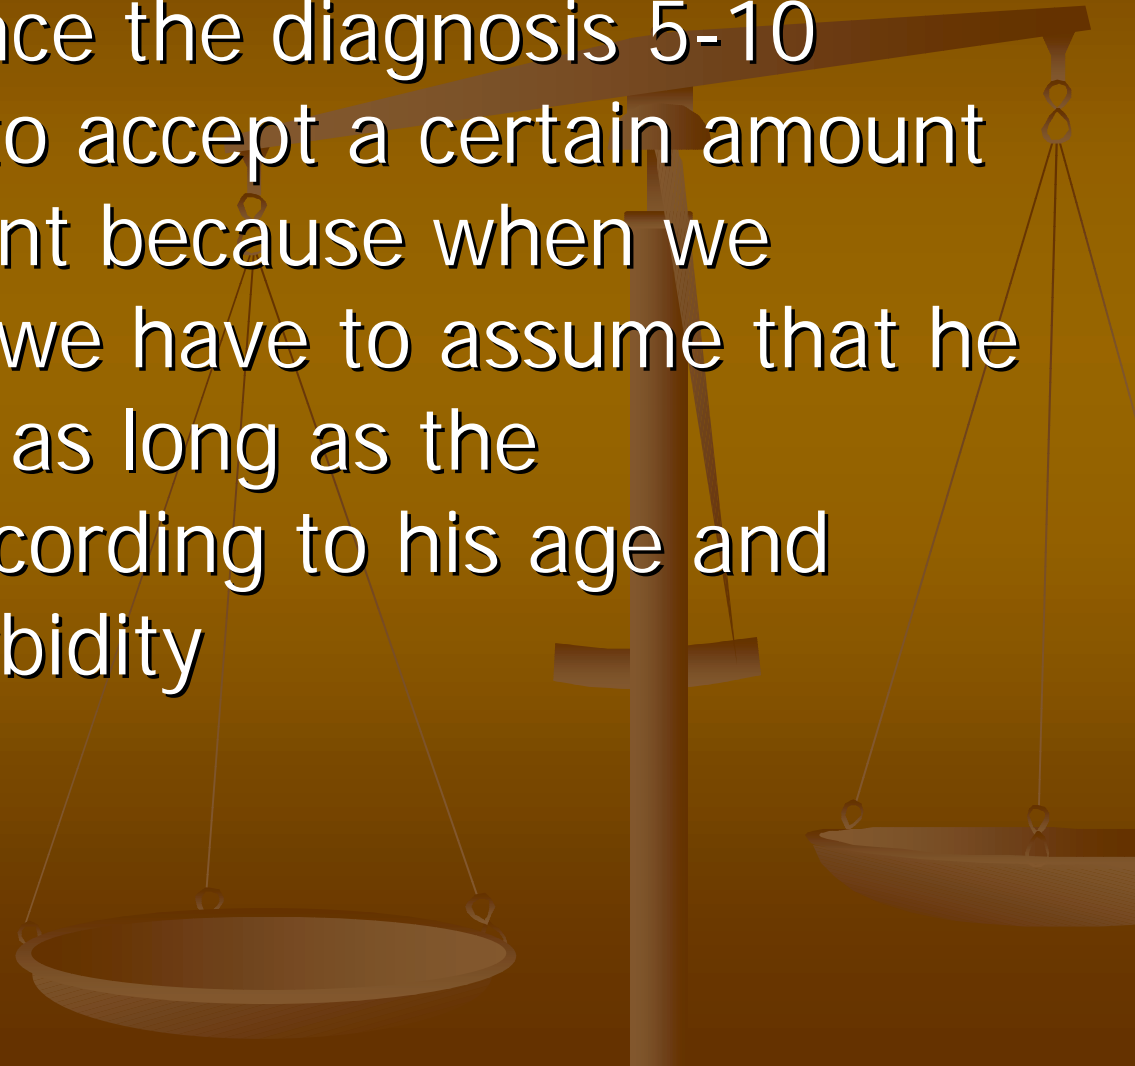 nce the diagnosis 5-10
to accept a certain amount
nt because when we
we have to assume that he
as long as the
cording to his age and
bidity